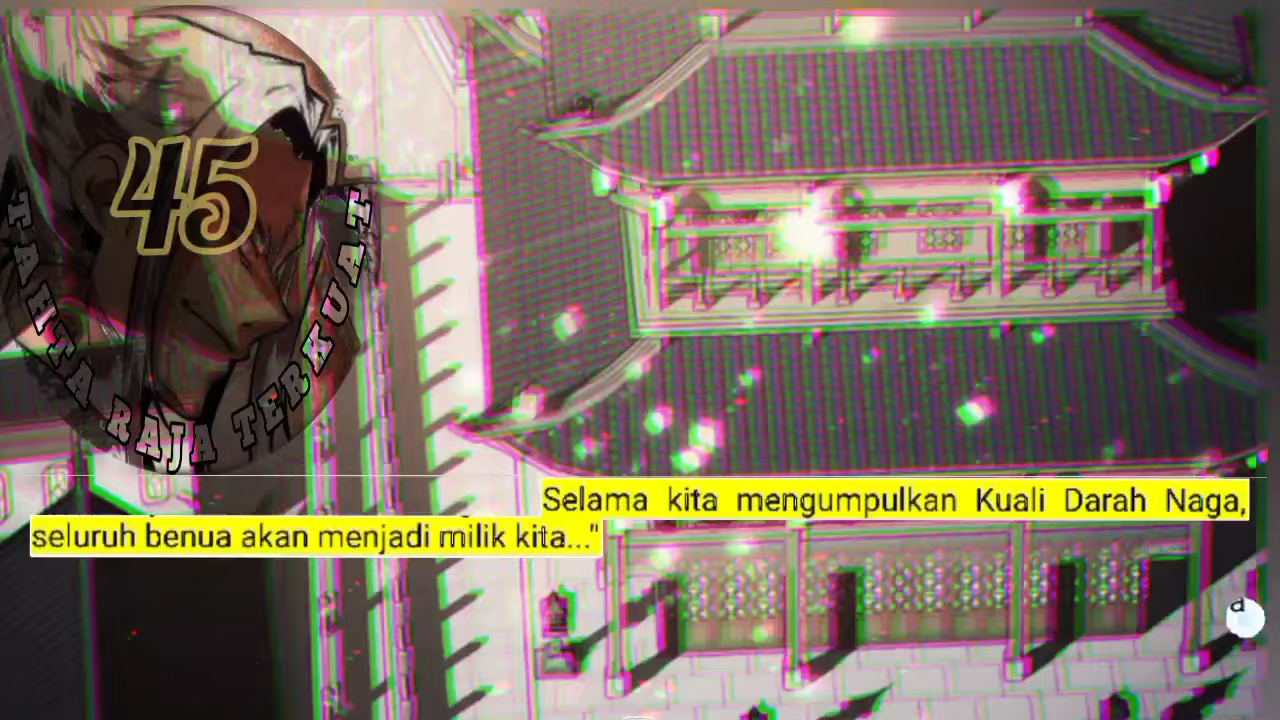 45
TAHTA RAJA TERKUAT
Selama kita mengumpulkan Kuali Darah Naga,
seluruh benua akan menjadi milik kita..."
a